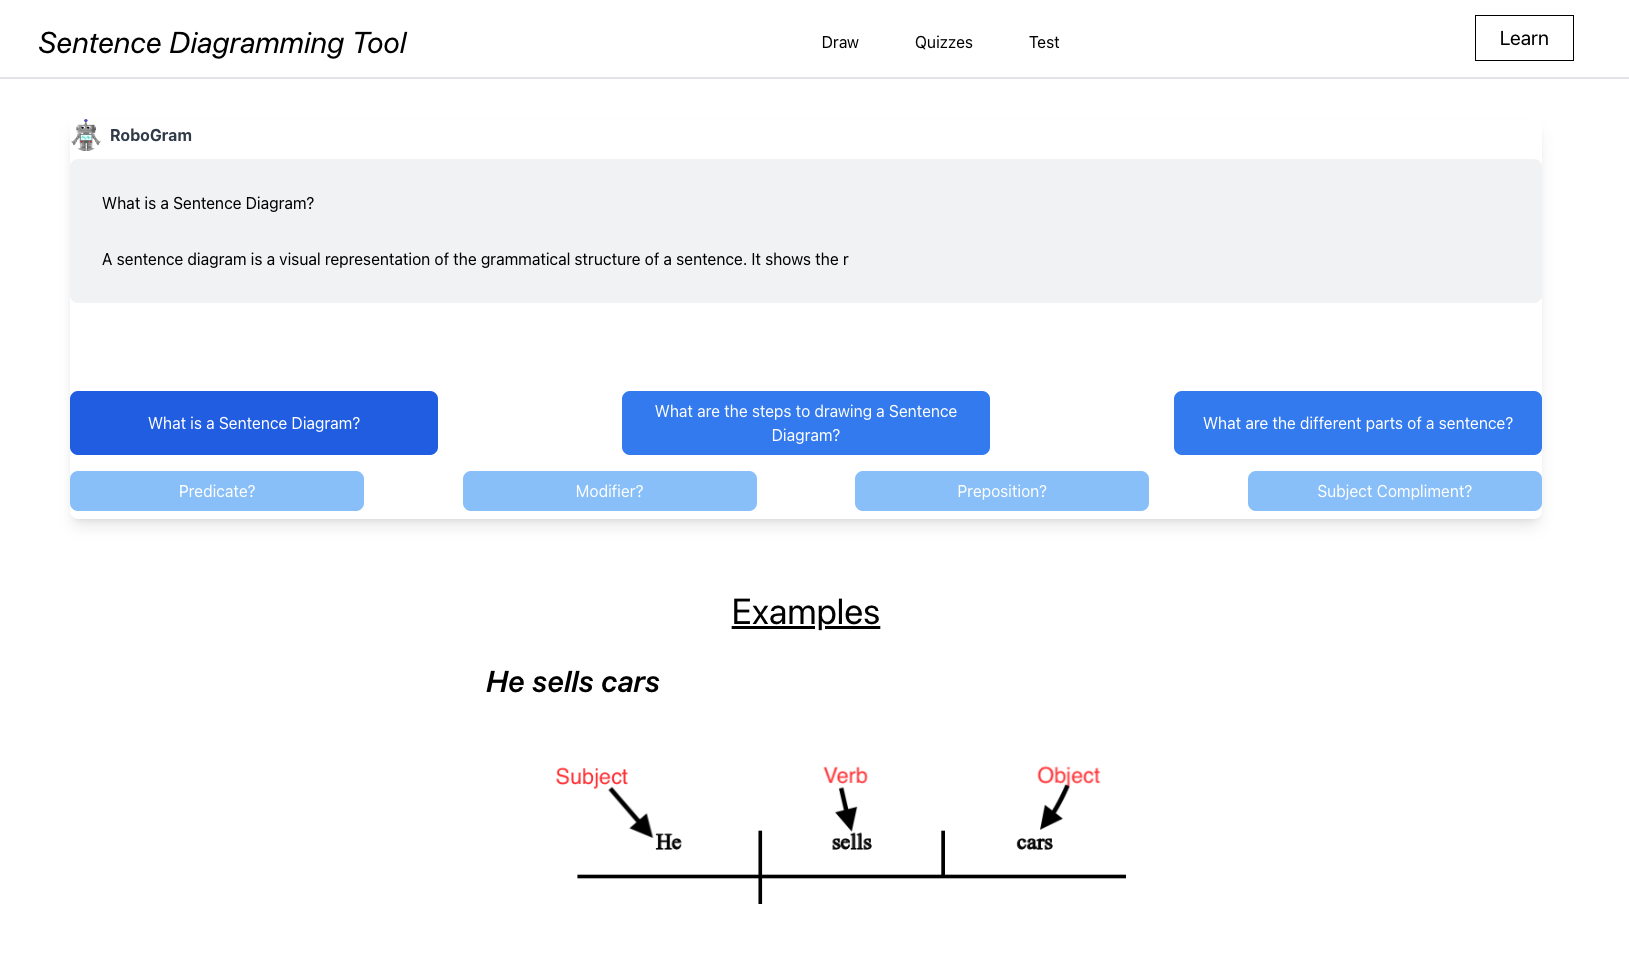 Sentence Diagramming Tool
Draw
Quizzes
Test
Learn
RoboGram
What is a Sentence Diagram?
A sentence diagram is a visual representation of the grammatical structure of a sentence. It shows the r
What is a Sentence Diagram?
What are the steps to drawing a Sentence
Diagram?
What are the different parts of a sentence?
Predicate?
Modifier?
Preposition?
Subject Compliment?
Examples
He sells cars
Subject
Verb
Object
He
sells
cars